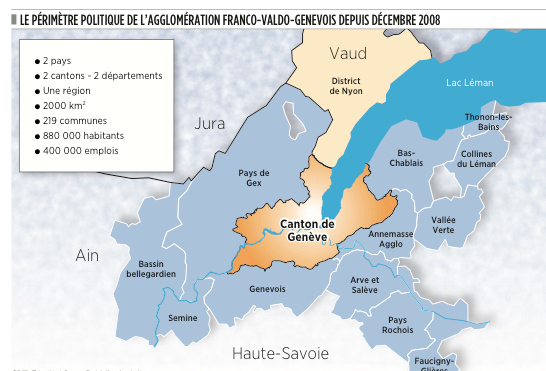 LE PÉRIMÈTRE POLITIQUE DE L'AGGLOMÉRATION FRANCO-VALDO-GENEVOIS DEPUIS DÉCEMBRE 2008
• 2 pays
• 2 cantons - 2 départements
• Une région
• 2000 km²
• 219 communes
• 880 000 habitants
• 400 000 emplois
Vaud
District
de Nyon
Lac Léman
Jura
Thonon-les-
Bains
Bas-
Chablais
Collines
du Léman
Pays de
Gex
Canton de
Genève
Vallée
Verte
Annemasse
Agglo
Ain
Bassin
bellegardien
Genevois
Arve et
Salève
Semine
Pays
Rochois
Haute-Savoie
Faucigny-
Glières